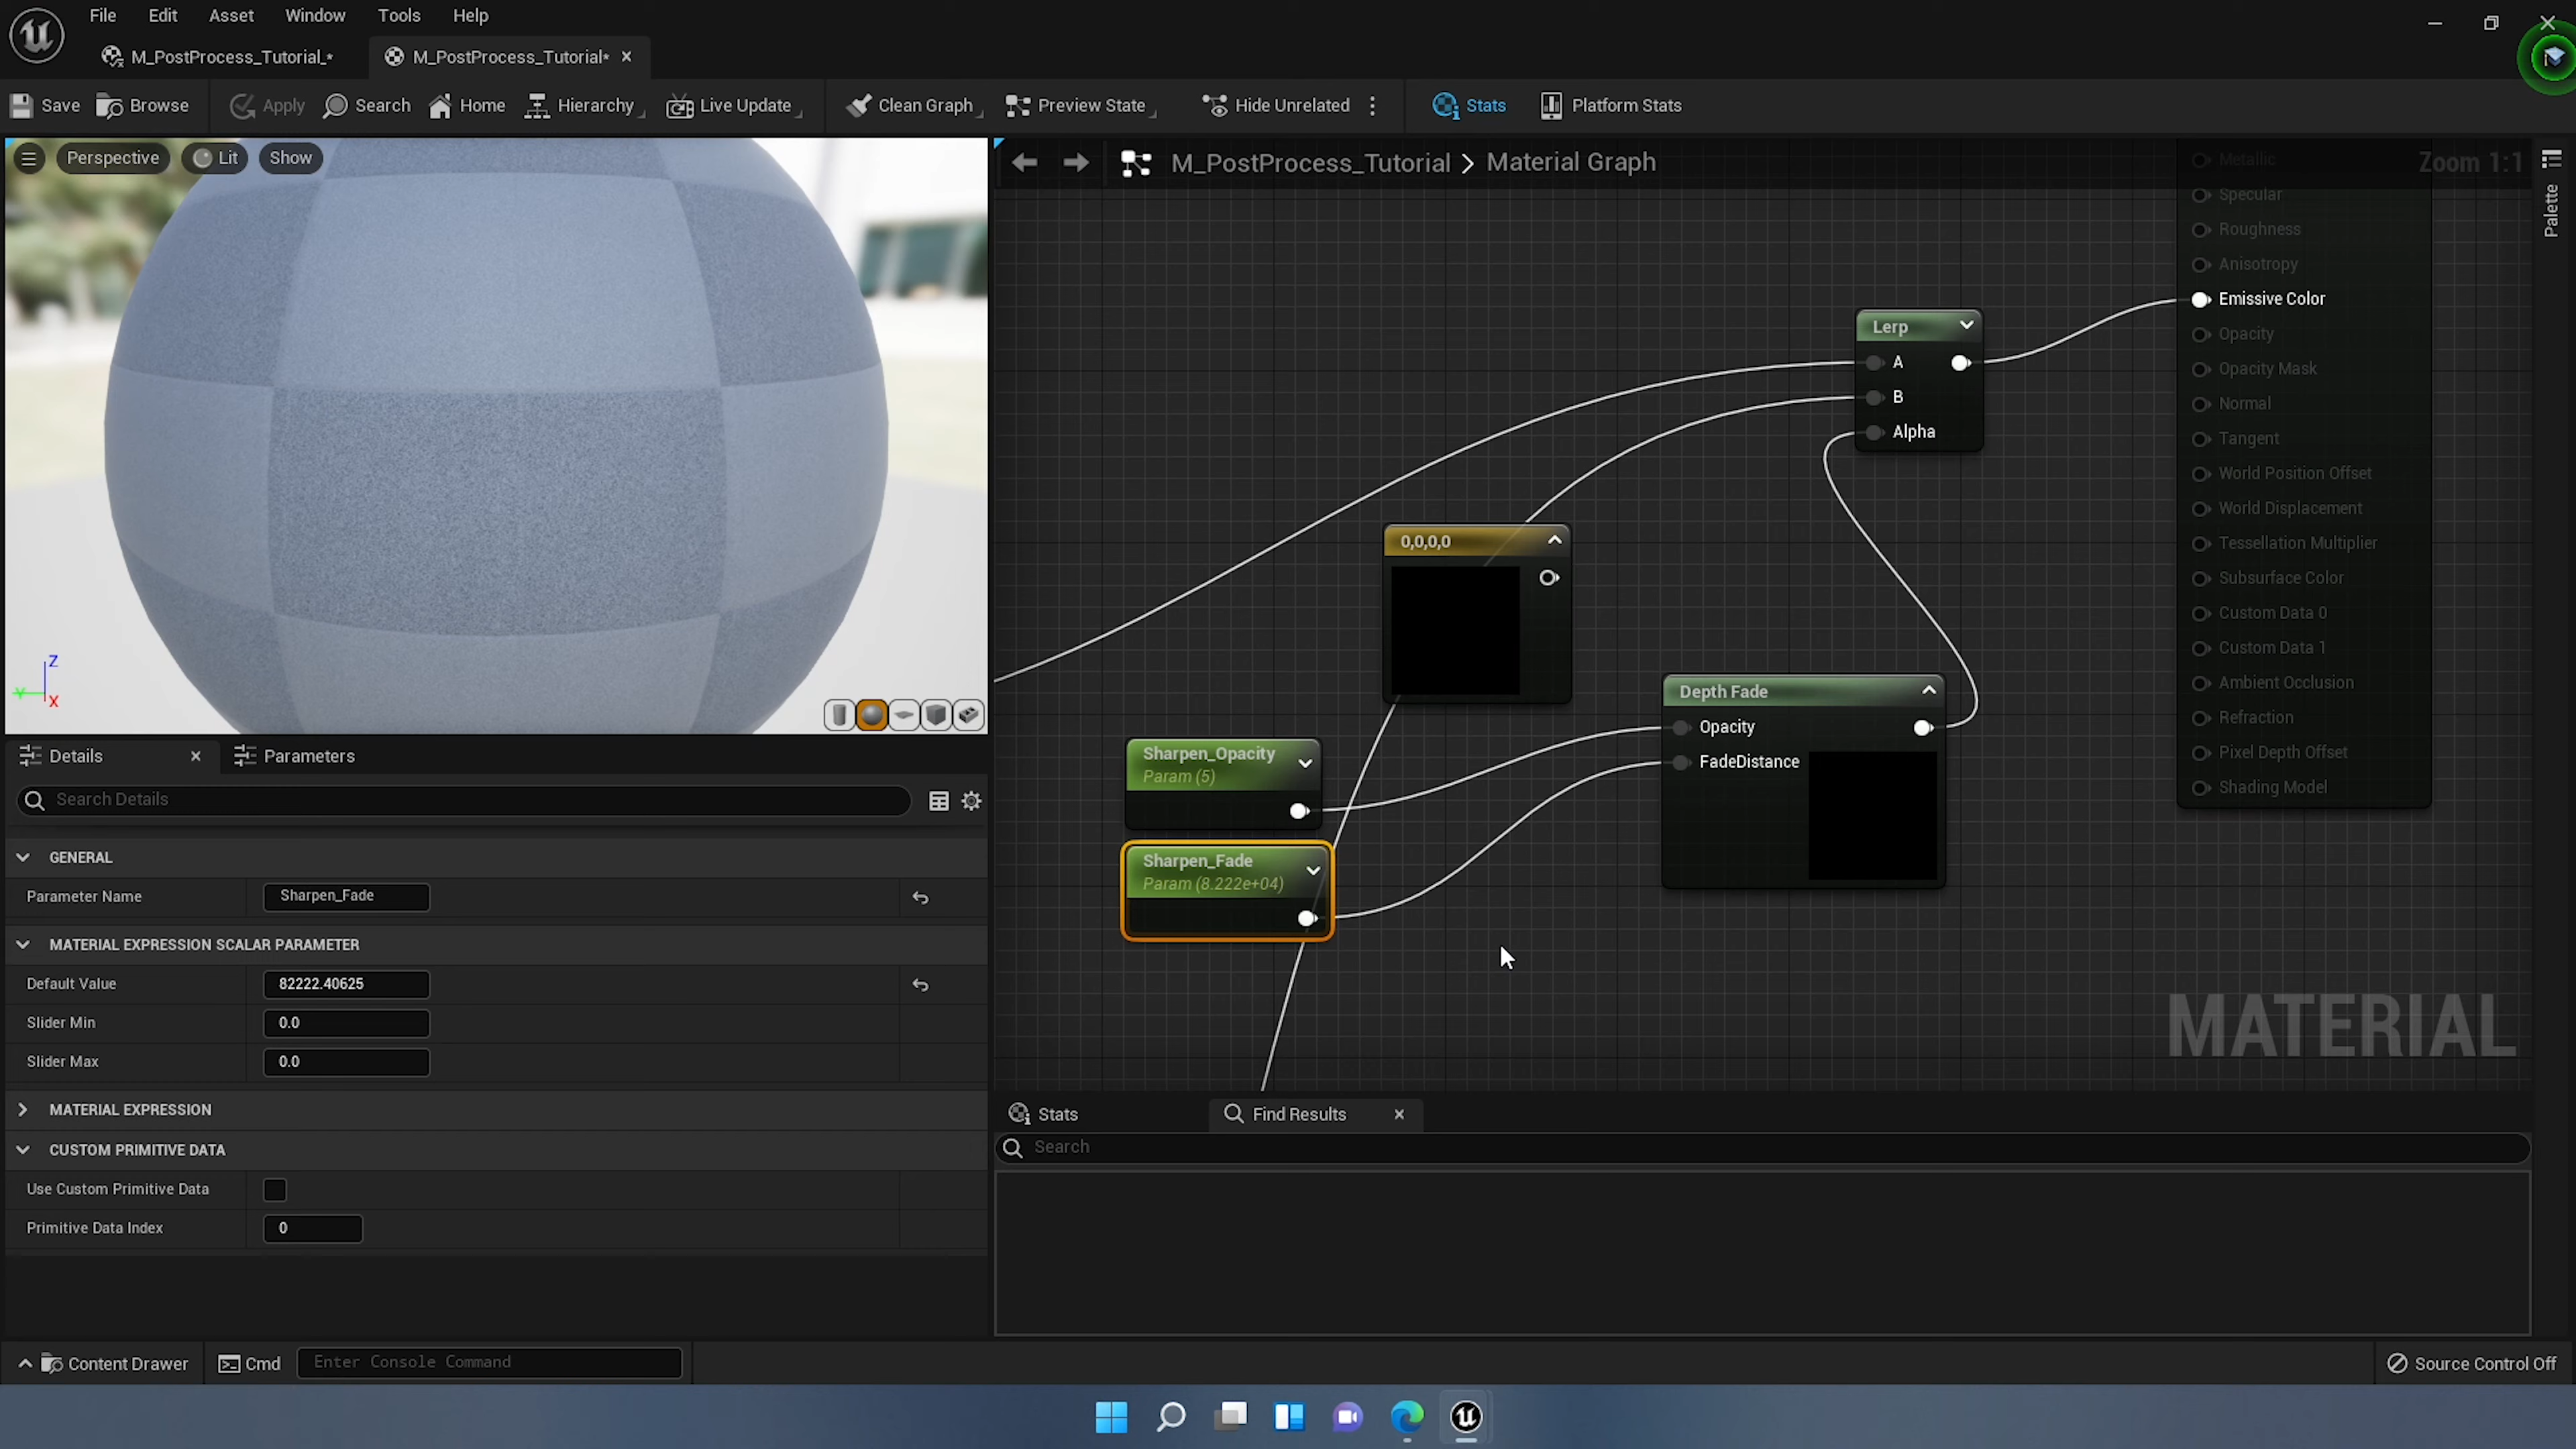 File Edit Asset Window Tools Help
M_PostProcess_Tutorial_*
M_PostProcess_Tutorial*
Save Browse Apply Search Home Hierarchy Live Update Clean Graph Preview State Hide Unrelated Stats Platform Stats
Perspective Lit Show
M_PostProcess_Tutorial > Material Graph
Zoom 1:1
Palette
Metallic
Specular
Roughness
Anisotropy
Emissive Color
Opacity
Opacity Mask
Normal
Tangent
World Position Offset
World Displacement
Tessellation Multiplier
Subsurface Color
Custom Data 0
Custom Data 1
Ambient Occlusion
Refraction
Pixel Depth Offset
Shading Model
Lerp
A
B
Alpha
0,0,0,0
Depth Fade
Opacity
FadeDistance
Sharpen_Opacity
Param (5)
Sharpen_Fade
Param (8.222e+04)
MATERIAL
Z
Y
X
Details Parameters
Search Details
GENERAL
Parameter Name Sharpen_Fade
MATERIAL EXPRESSION SCALAR PARAMETER
Default Value 82222.40625
Slider Min 0.0
Slider Max 0.0
MATERIAL EXPRESSION
CUSTOM PRIMITIVE DATA
Use Custom Primitive Data
Primitive Data Index 0
Stats Find Results
Search
Content Drawer Cmd Enter Console Command Source Control Off